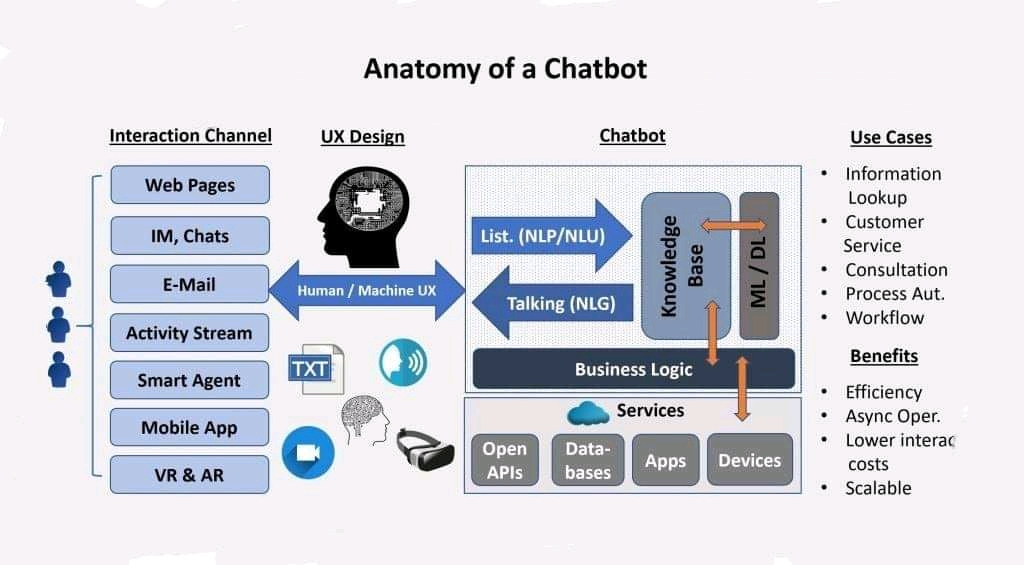 Anatomy of a Chatbot
Interaction Channel
Web Pages
IM, Chats
E-Mail
Activity Stream
Smart Agent
Mobile App
VR & AR
UX Design
Human / Machine UX
TXT
Chatbot
List. (NLP/NLU)
Talking (NLG)
Knowledge
Base
ML / DL
Business Logic
Services
Open
APIs
Data-
bases
Apps
Devices
Use Cases
• Information
Lookup
• Customer
Service
• Consultation
• Process Aut.
• Workflow
Benefits
• Efficiency
• Async Oper.
• Lower interac
costs
• Scalable